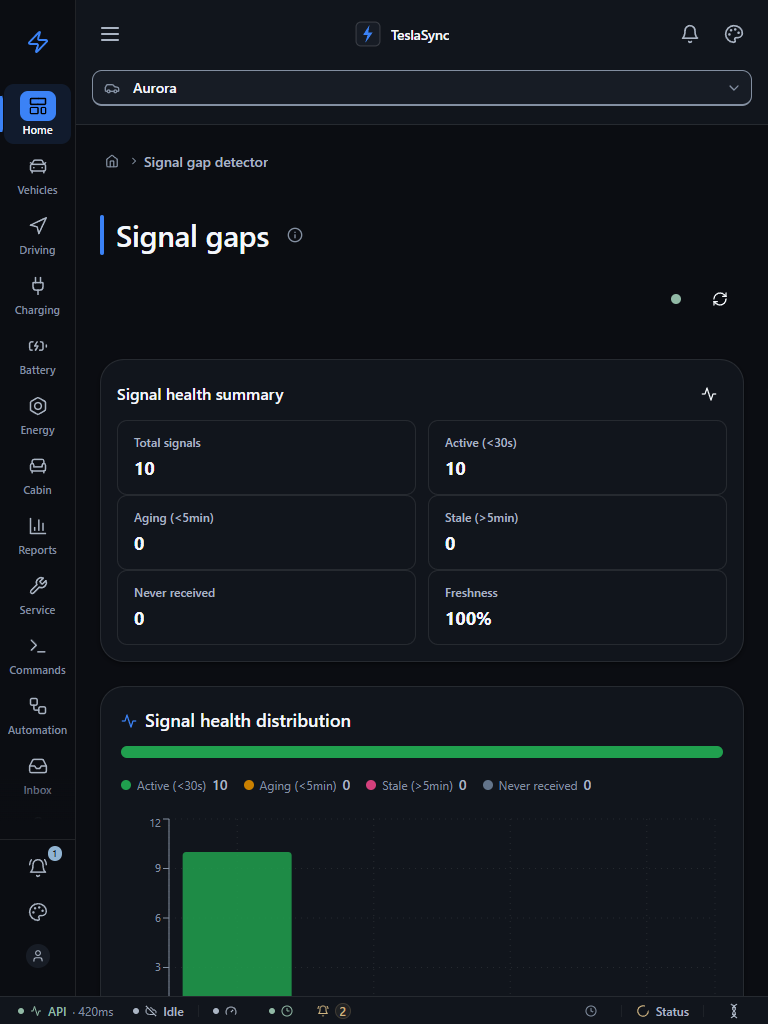 TeslaSync
Aurora
Home
Vehicles
Driving
Charging
Battery
Energy
Cabin
Reports
Service
Commands
Automation
Inbox
1
Signal gap detector
Signal gaps
Signal health summary
Total signals
10
Active (<30s)
10
Aging (<5min)
0
Stale (>5min)
0
Never received
0
Freshness
100%
Signal health distribution
Active (<30s) 10 Aging (<5min) 0 Stale (>5min) 0 Never received 0
12
9
6
3
API · 420ms Idle 2 Status